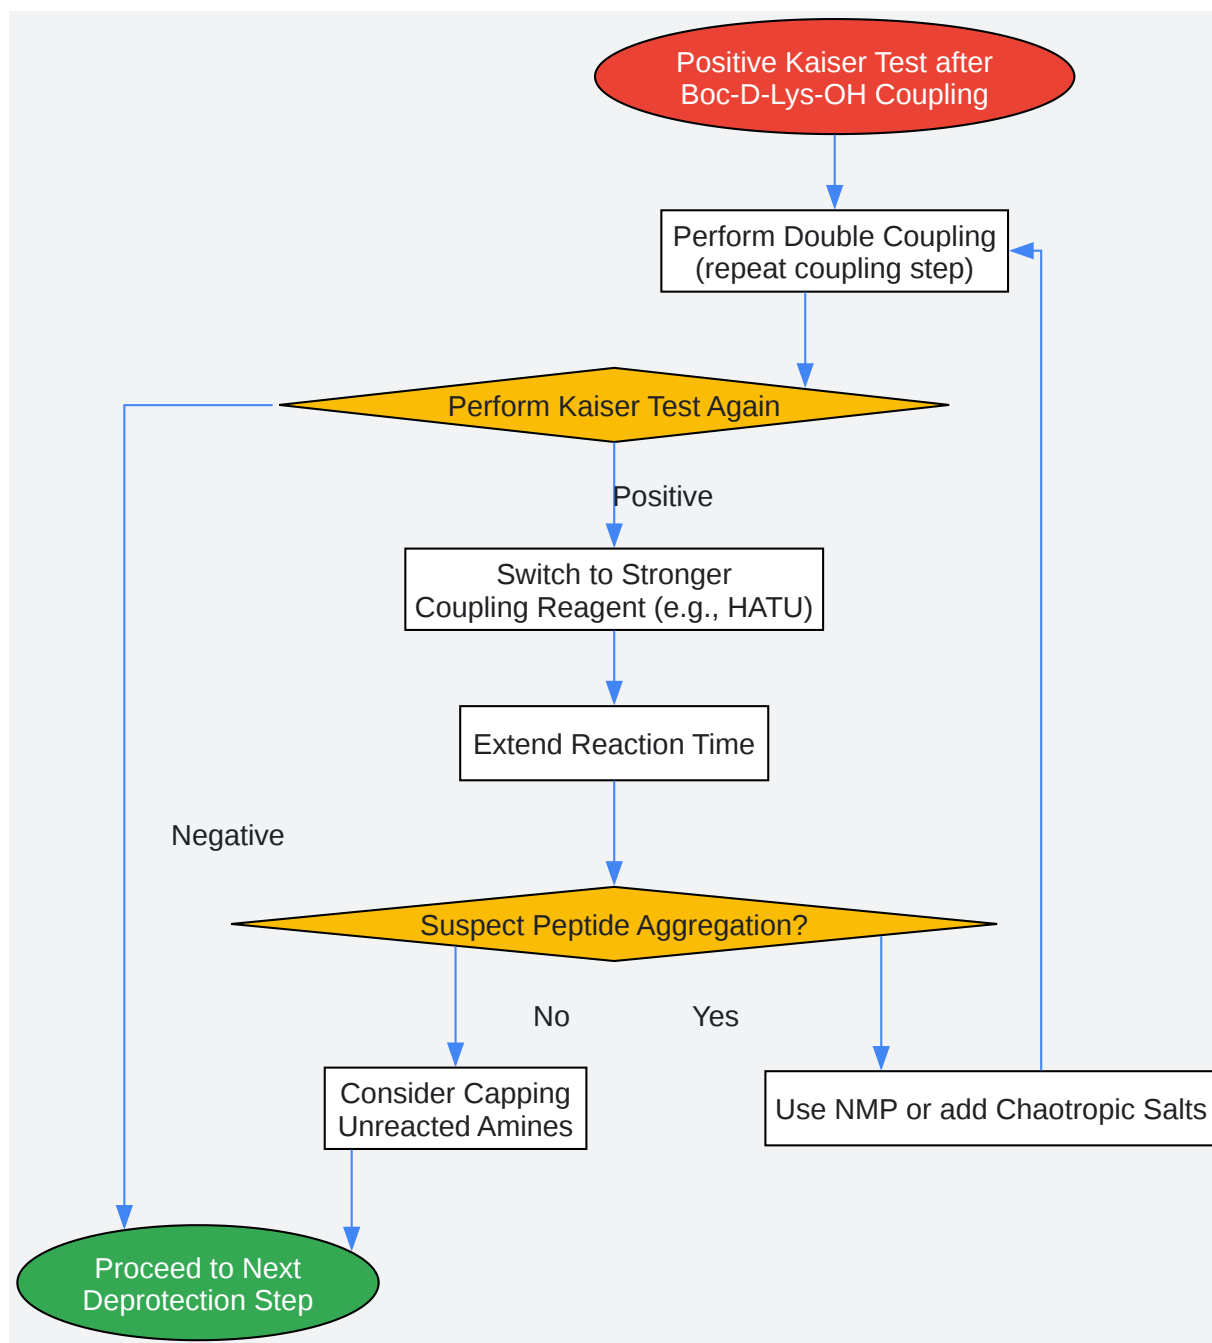 Positive Kaiser Test after
Boc-D-Lys-OH Coupling
Perform Double Coupling
(repeat coupling step)
Perform Kaiser Test Again
Positive
Switch to Stronger
Coupling Reagent (e.g., HATU)
Extend Reaction Time
Negative
Suspect Peptide Aggregation?
No
Yes
Consider Capping
Unreacted Amines
Use NMP or add Chaotropic Salts
Proceed to Next
Deprotection Step